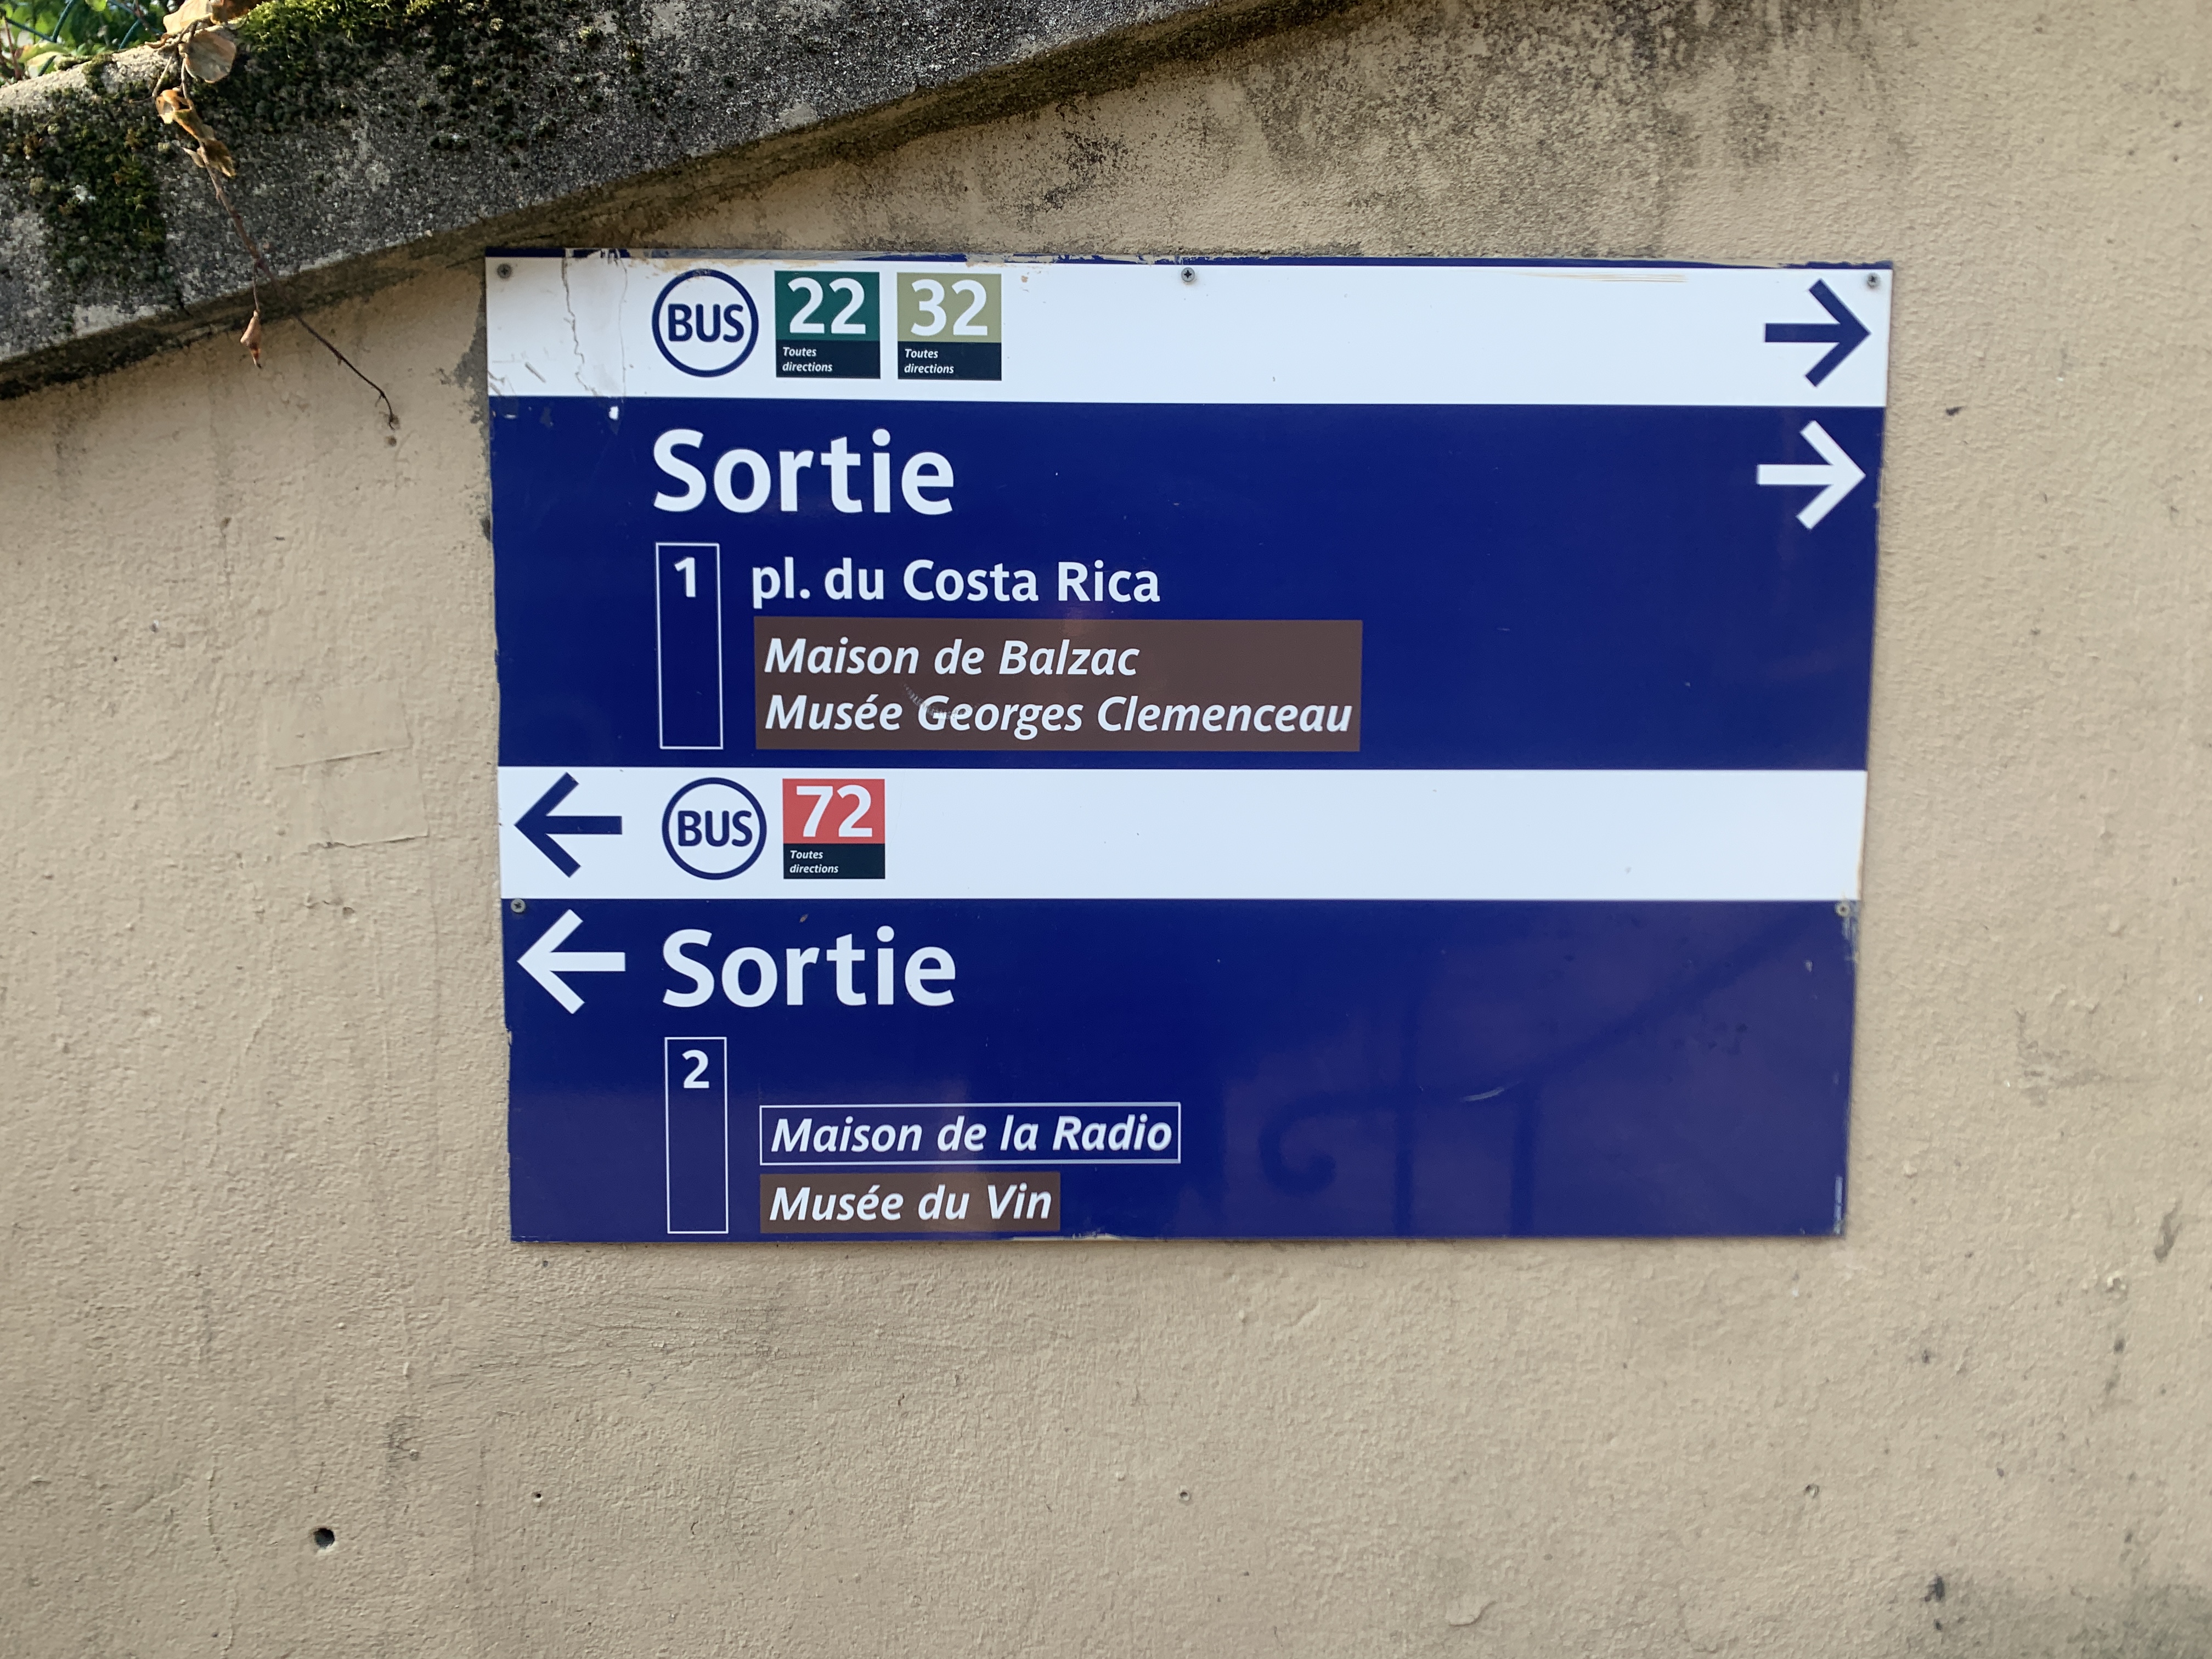 BUS 22 32
Toutes directions Toutes directions
Sortie
1 pl. du Costa Rica
Maison de Balzac
Musée Georges Clemenceau
BUS 72
Toutes directions
Sortie
2
Maison de la Radio
Musée du Vin